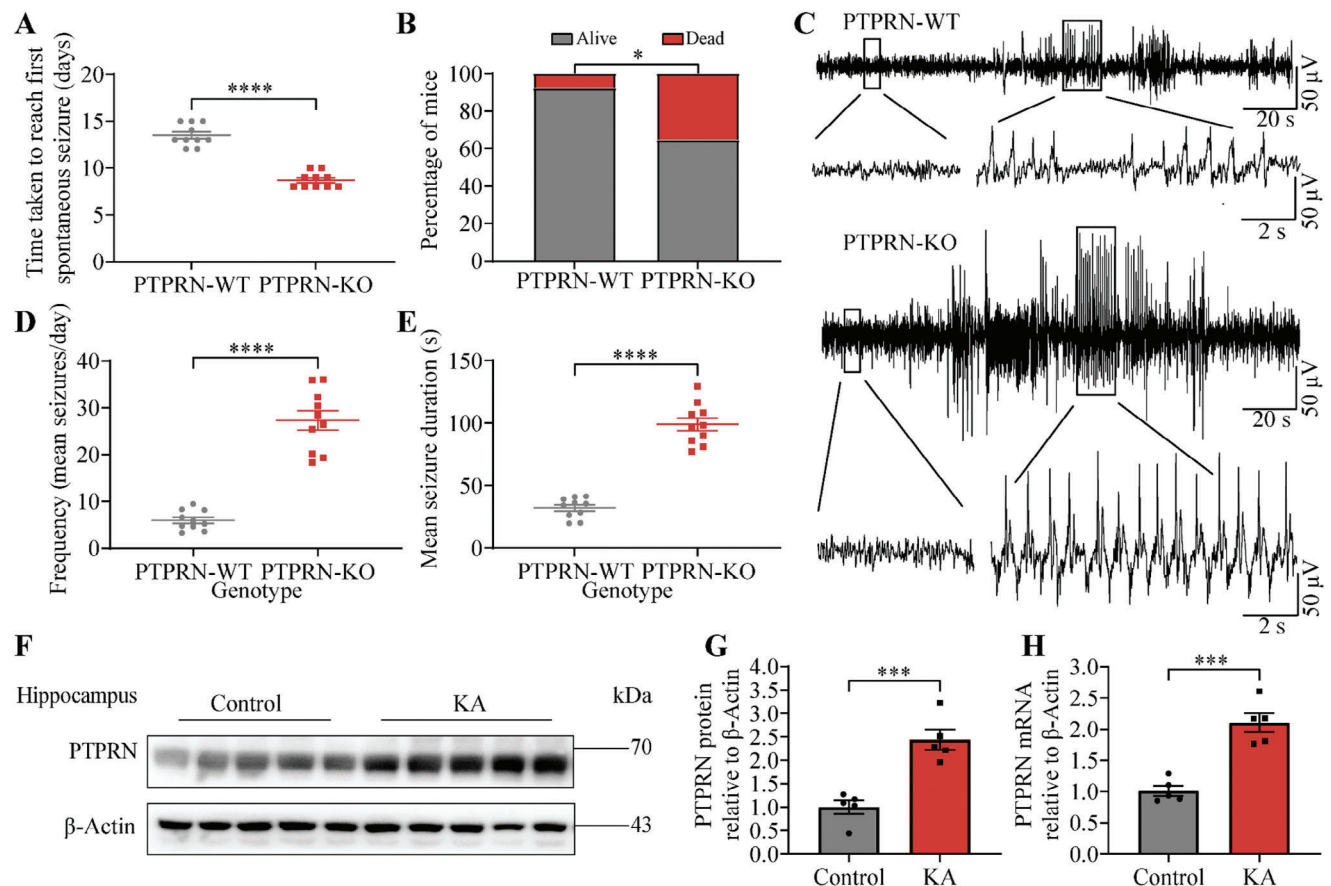 A
Time taken to reach first
spontaneous seizure (days)
20
15
10
5
0
****
PTPRN-WT PTPRN-KO
B
Alive Dead
Percentage of mice
100
80
60
40
20
0
*
PTPRN-WT PTPRN-KO
C
PTPRN-WT
50 μV
20 s
50 μV
2 s
PTPRN-KO
50 μV
20 s
50 μV
2 s
D
Frequency (mean seizures/day)
40
30
20
10
0
****
PTPRN-WT PTPRN-KO
Genotype
E
Mean seizure duration (s)
150
100
50
0
****
PTPRN-WT PTPRN-KO
Genotype
F
Hippocampus
Control KA kDa
PTPRN 70
β-Actin 43
G
PTPRN protein
relative to β-Actin
4.0
3.5
3.0
2.5
2.0
1.5
1.0
0.5
0.0
***
Control KA
H
PTPRN mRNA
relative to β-Actin
3.0
2.5
2.0
1.5
1.0
0.5
0.0
***
Control KA